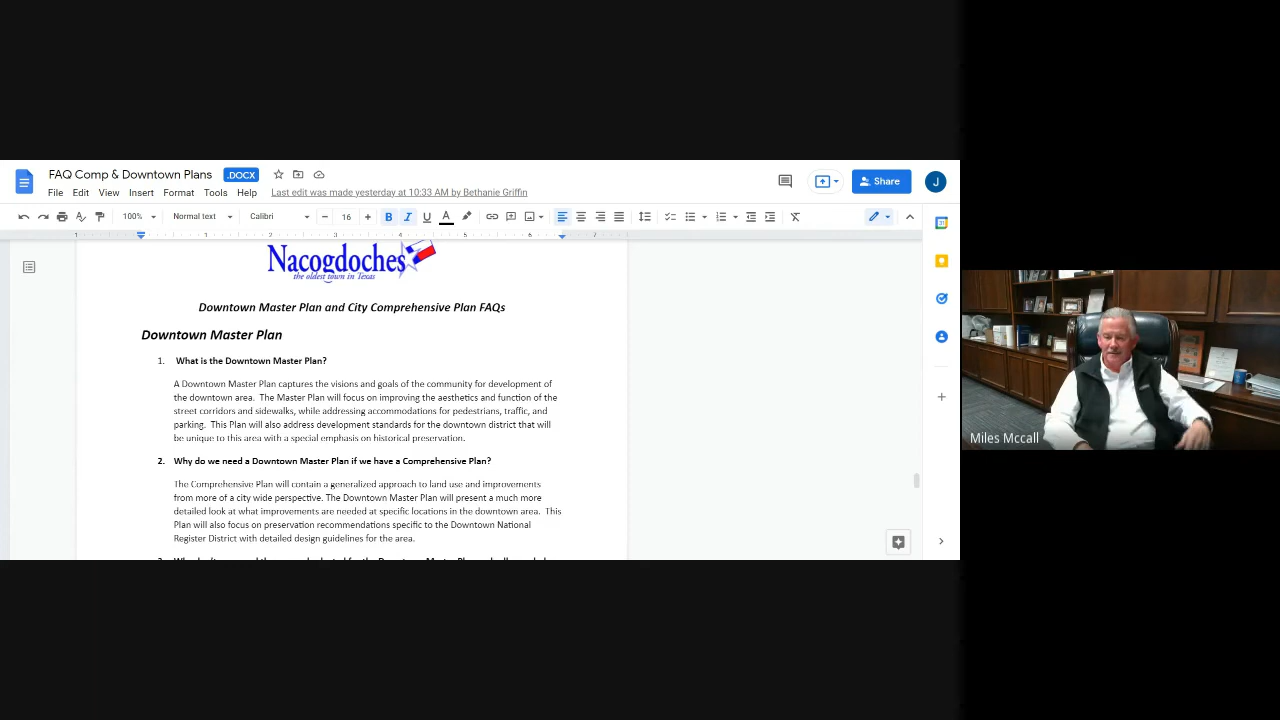 FAQ Comp & Downtown Plans .DOCX
File Edit View Insert Format Tools Help Last edit was made yesterday at 10:33 AM by Bethanie Griffin
Share
J
100% Normal text Calibri 16 B I U A
1 1 2 3 4 5 6 7
31
Nacogdoches
the oldest town in Texas
Downtown Master Plan and City Comprehensive Plan FAQs
Downtown Master Plan
1. What is the Downtown Master Plan?
A Downtown Master Plan captures the visions and goals of the community for development of
the downtown area. The Master Plan will focus on improving the aesthetics and function of the
street corridors and sidewalks, while addressing accommodations for pedestrians, traffic, and
parking. This Plan will also address development standards for the downtown district that will
be unique to this area with a special emphasis on historical preservation.
2. Why do we need a Downtown Master Plan if we have a Comprehensive Plan?
The Comprehensive Plan will contain a generalized approach to land use and improvements
from more of a city wide perspective. The Downtown Master Plan will present a much more
detailed look at what improvements are needed at specific locations in the downtown area. This
Plan will also focus on preservation recommendations specific to the Downtown National
Register District with detailed design guidelines for the area.
Miles Mccall